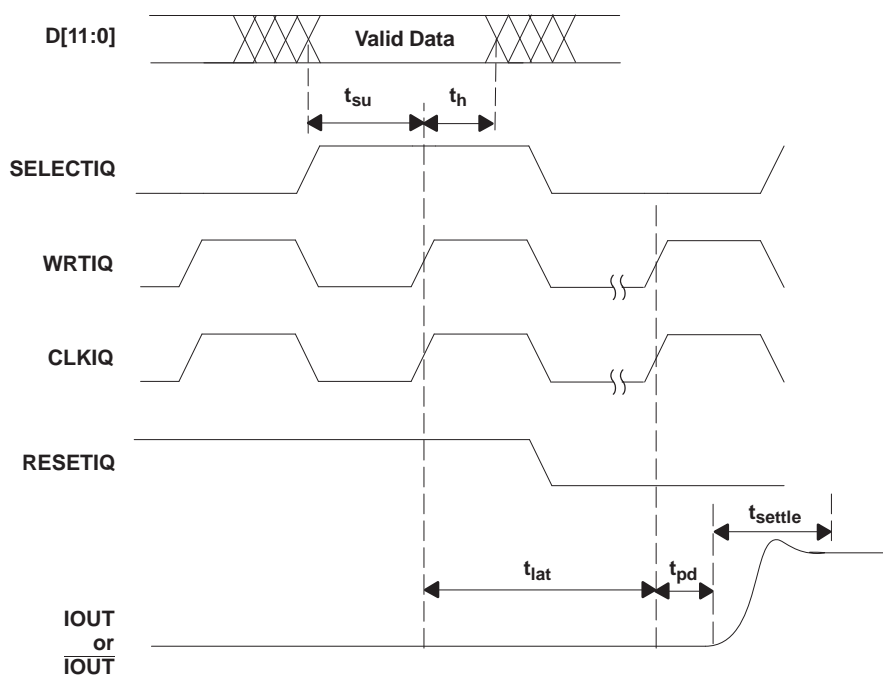 D[11:0]
Valid Data
tsu
th
SELECTIQ
WRTIQ
CLKIQ
RESETIQ
tsettle
tlat
tpd
IOUT
or
IOUT